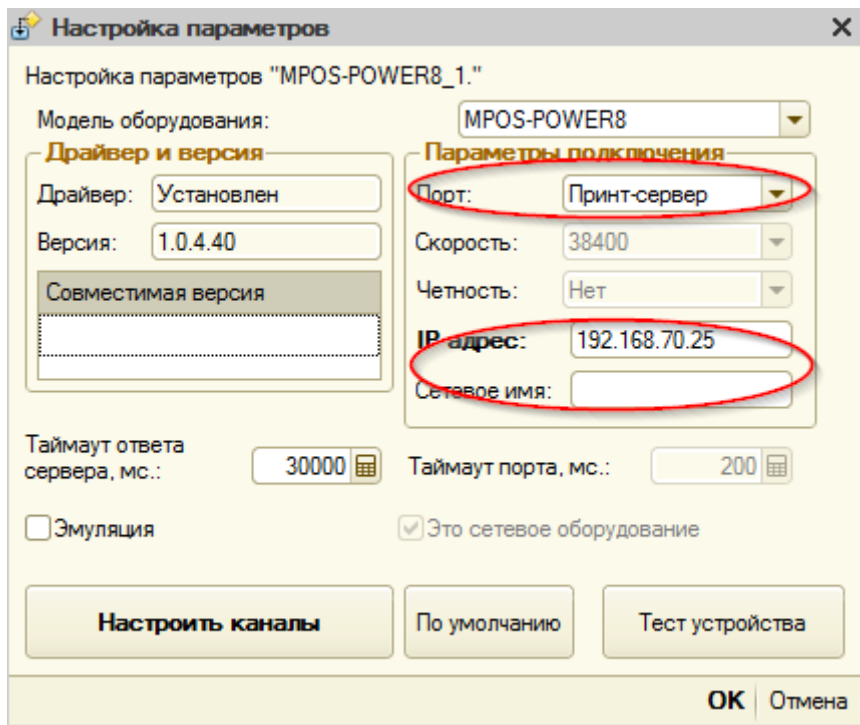 Настройка параметров
Настройка параметров "MPOS-POWER8_1."
Модель оборудования: MPOS-POWER8
Драйвер и версия
Драйвер: Установлен
Версия: 1.0.4.40
Совместимая версия
Параметры подключения
Порт: Принт-сервер
Скорость: 38400
Четность: Нет
IP адрес: 192.168.70.25
Сетевое имя:
Таймаут ответа
сервера, мс.: 30000
Таймаут порта, мс.: 200
Эмуляция
Это сетевое оборудование
Настроить каналы
По умолчанию
Тест устройства
OK
Отмена